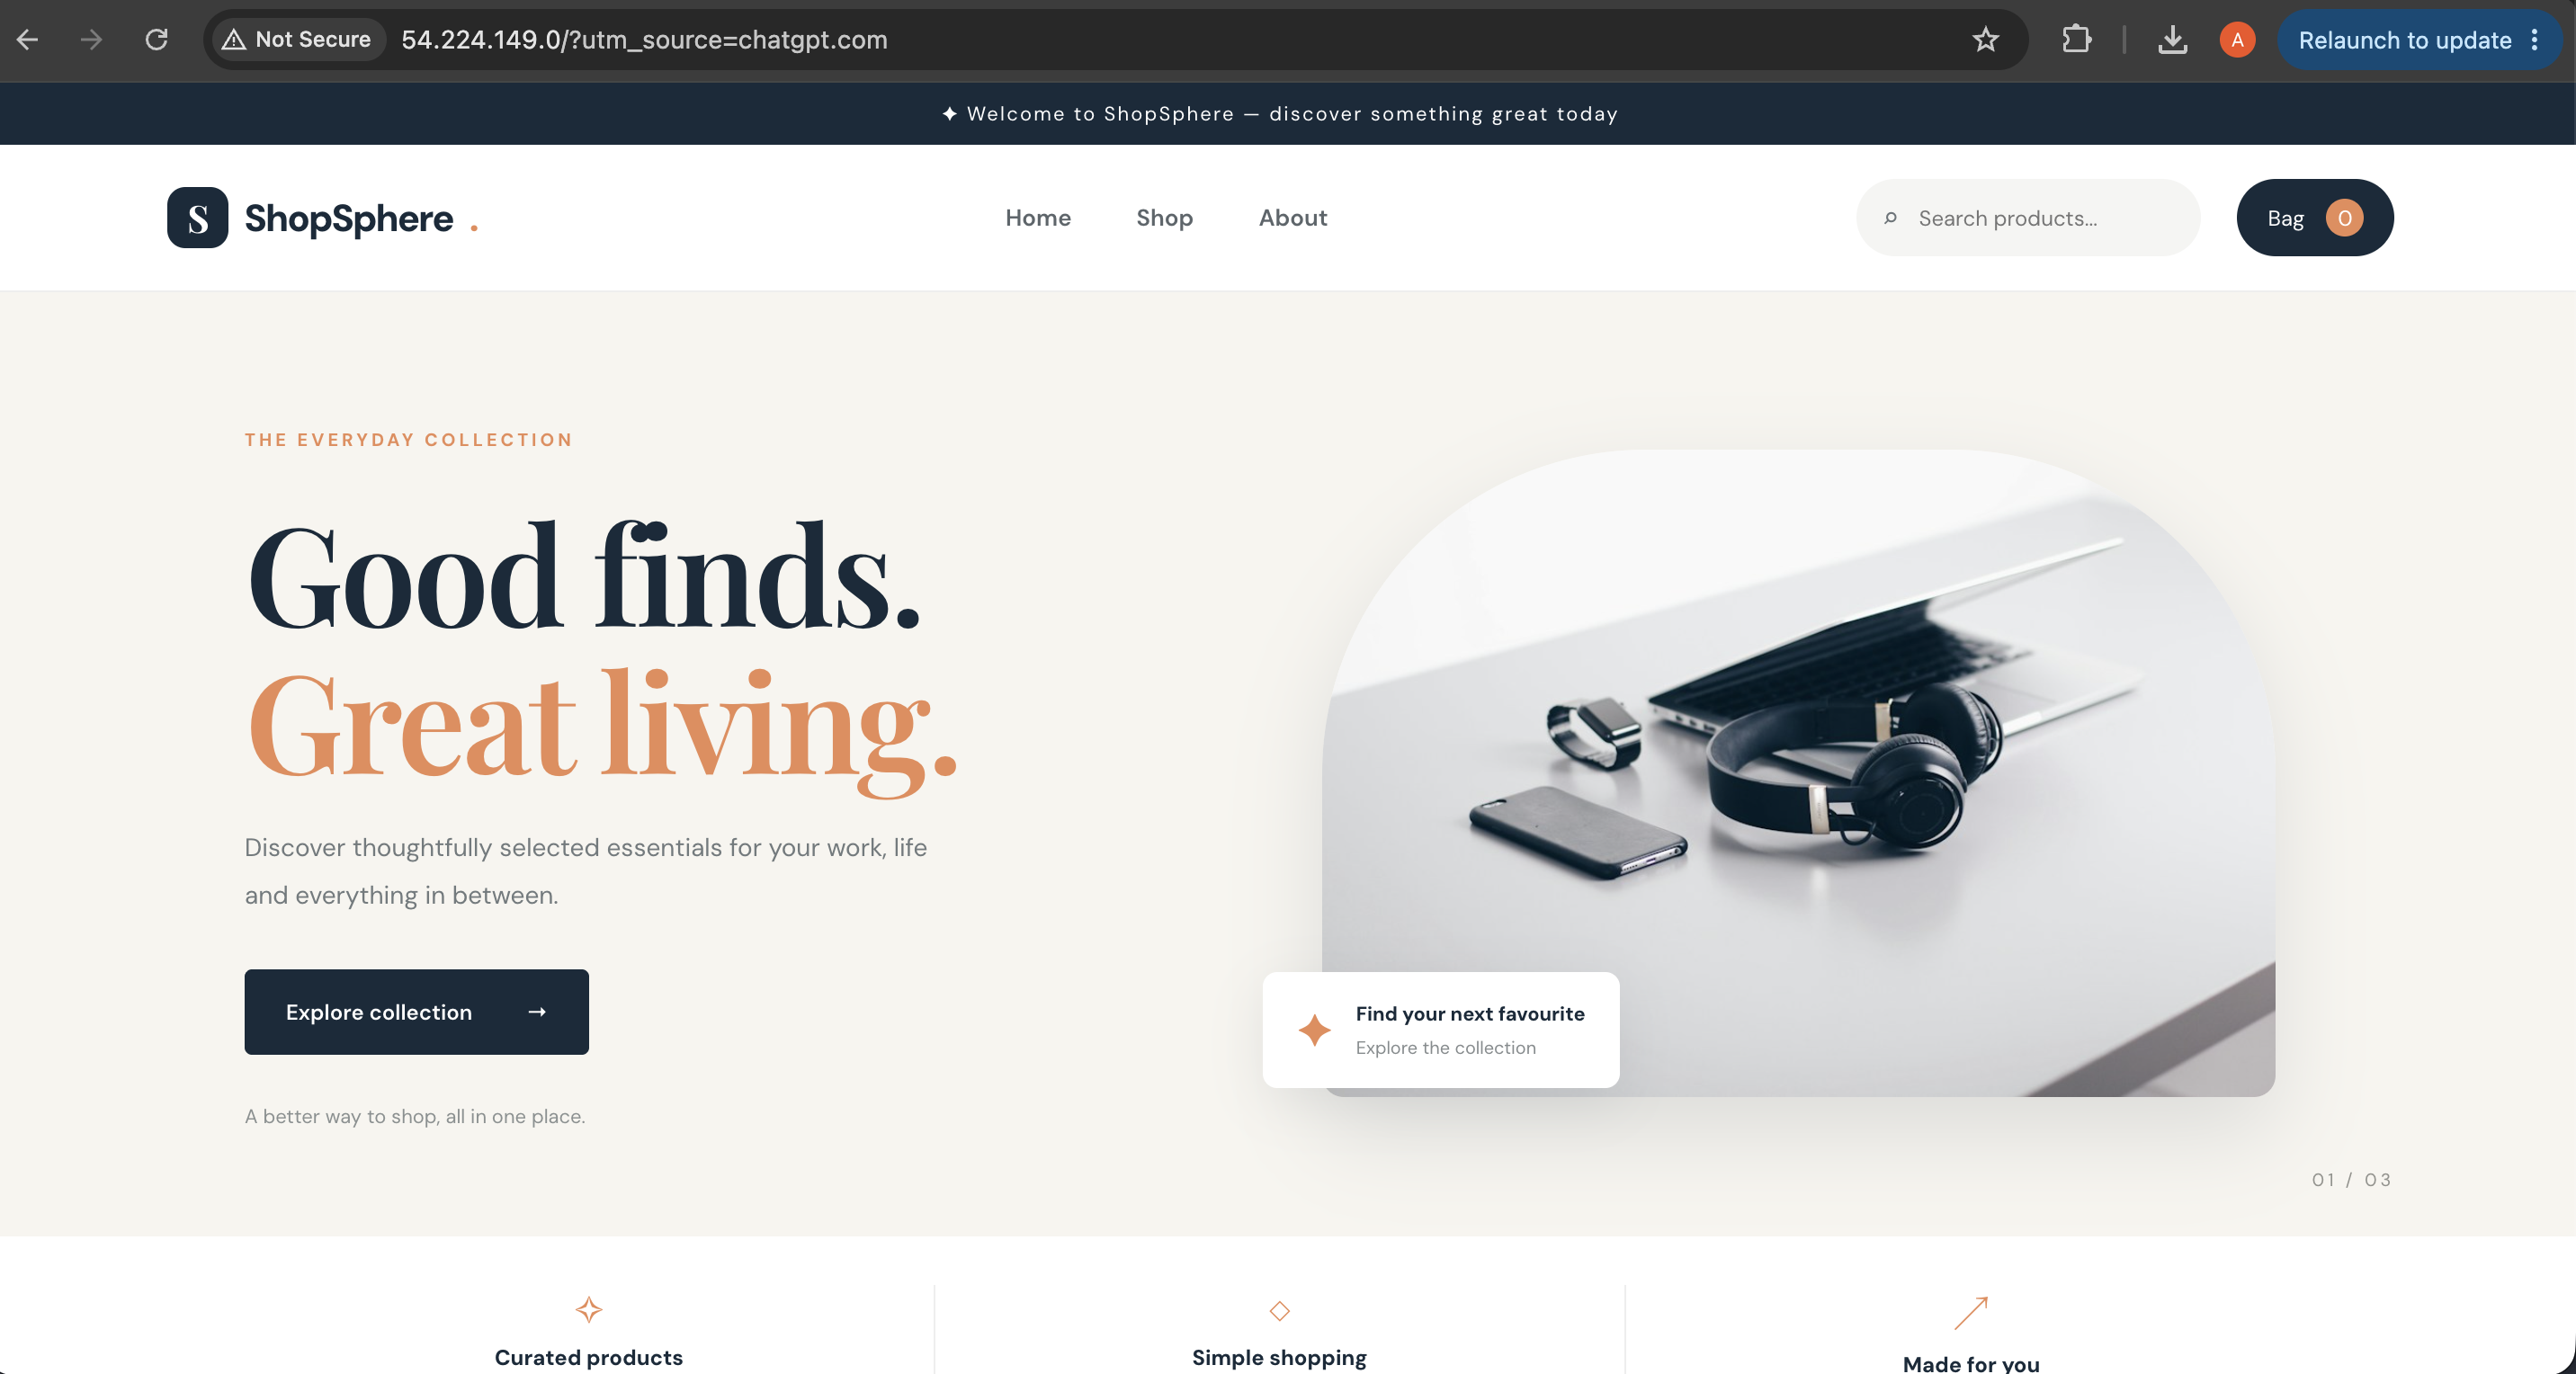 Not Secure 54.224.149.0/?utm_source=chatgpt.com A Relaunch to update
✦ Welcome to ShopSphere — discover something great today
S ShopSphere . Home Shop About Search products... Bag 0
THE EVERYDAY COLLECTION
Good finds.
Great living.
Discover thoughtfully selected essentials for your work, life
and everything in between.
Explore collection →
A better way to shop, all in one place.
Find your next favourite
Explore the collection
01 / 03
Curated products Simple shopping Made for you